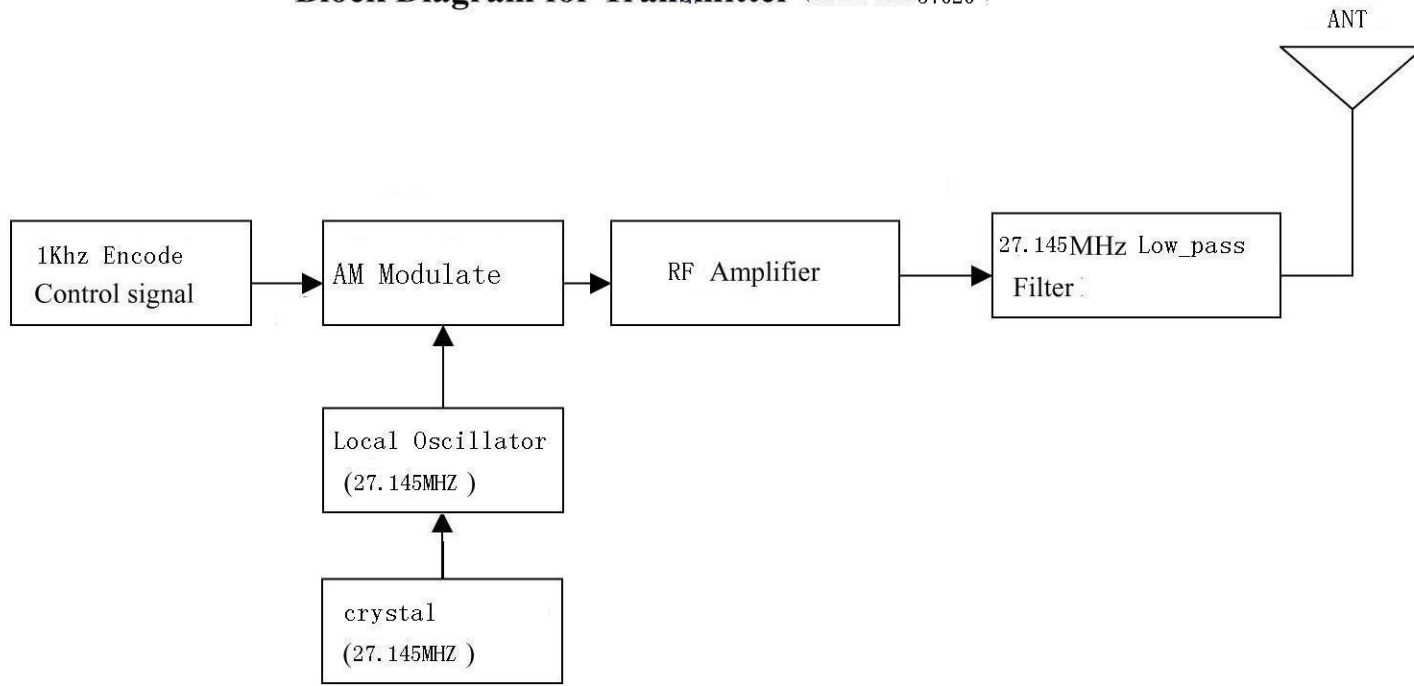 Block Diagram for Transmitter
ANT
1Khz Encode
Control signal
AM Modulate
RF Amplifier
27.145MHz Low_pass
Filter
Local Oscillator
(27.145MHZ )
crystal
(27.145MHZ )